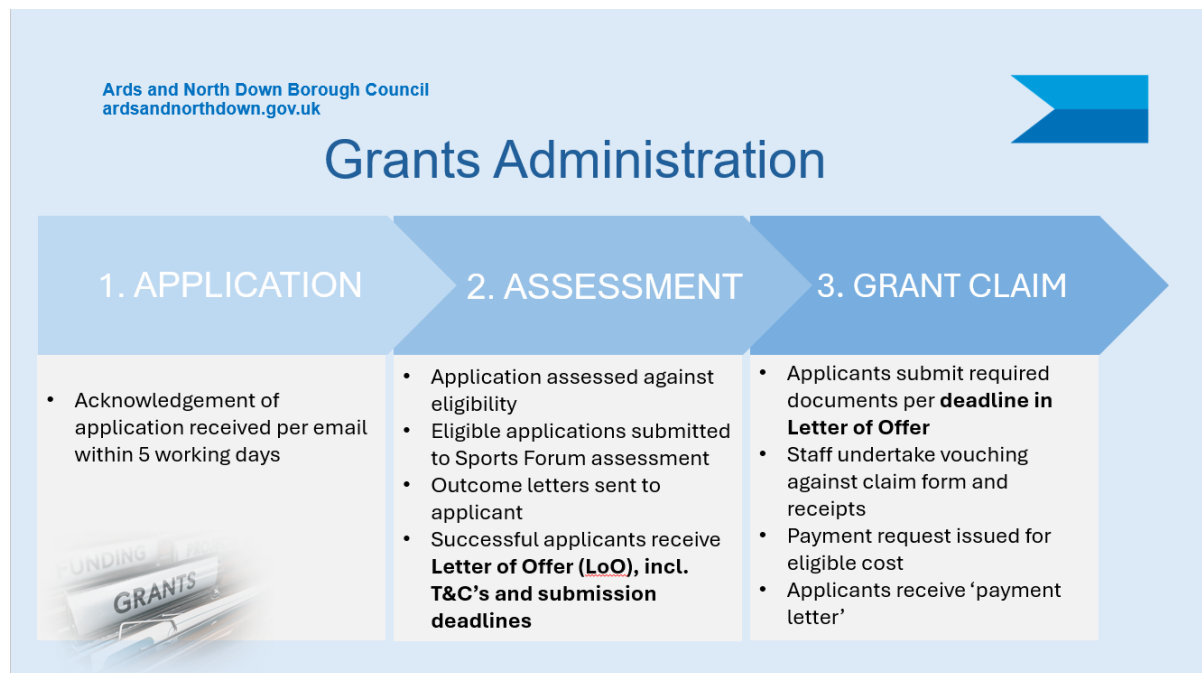 Ards and North Down Borough Council
ardsandnorthdown.gov.uk
Grants Administration
1. APPLICATION
• Acknowledgement of
application received per email
within 5 working days
FUNDING
GRANTS
2. ASSESSMENT
• Application assessed against
eligibility
• Eligible applications submitted
to Sports Forum assessment
• Outcome letters sent to
applicant
• Successful applicants receive
Letter of Offer (LoO), incl.
T&C’s and submission
deadlines
3. GRANT CLAIM
• Applicants submit required
documents per deadline in
Letter of Offer
• Staff undertake vouching
against claim form and
receipts
• Payment request issued for
eligible cost
• Applicants receive ‘payment
letter’